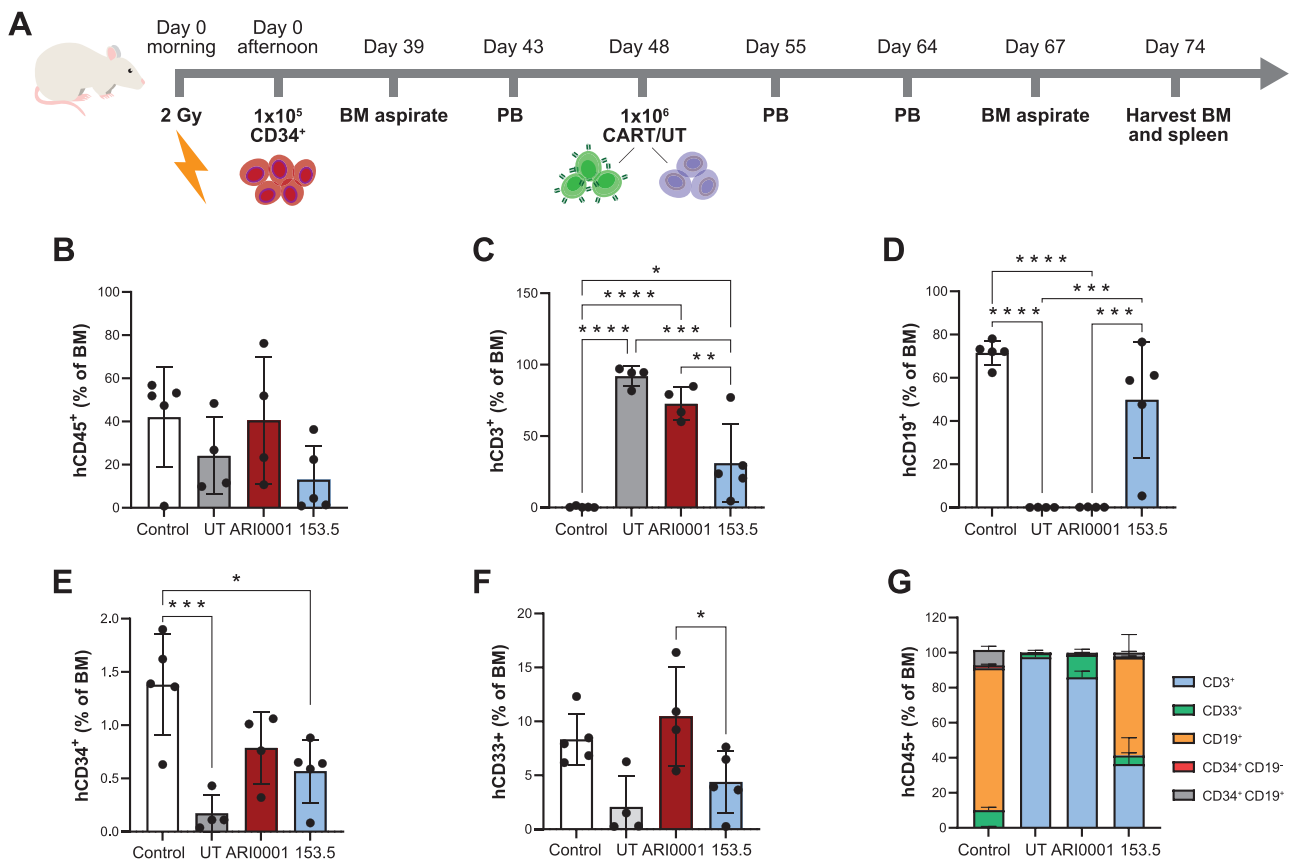 A
Day 0 morning
Day 0 afternoon
Day 39
Day 43
Day 48
Day 55
Day 64
Day 67
Day 74
2 Gy
1x10⁵ CD34⁺
BM aspirate
PB
1x10⁶ CART/UT
PB
PB
BM aspirate
Harvest BM and spleen
B
hCD45⁺ (% of BM)
100
80
60
40
20
0
Control UT ARI0001 153.5
C
hCD3⁺ (% of BM)
150
100
50
0
*
* * * *
* * * * * * *
* *
Control UT ARI0001 153.5
D
hCD19⁺ (% of BM)
100
80
60
40
20
0
* * * *
* * *
* * * * * * *
Control UT ARI0001 153.5
E
hCD34⁺ (% of BM)
2.0
1.5
1.0
0.5
0.0
*
* * *
Control UT ARI0001 153.5
F
hCD33+ (% of BM)
20
15
10
5
0
*
Control UT ARI0001 153.5
G
hCD45+ (% of BM)
120
100
80
60
40
20
0
Control UT ARI0001 153.5
CD3⁺
CD33⁺
CD19⁺
CD34⁺CD19⁻
CD34⁺CD19⁺